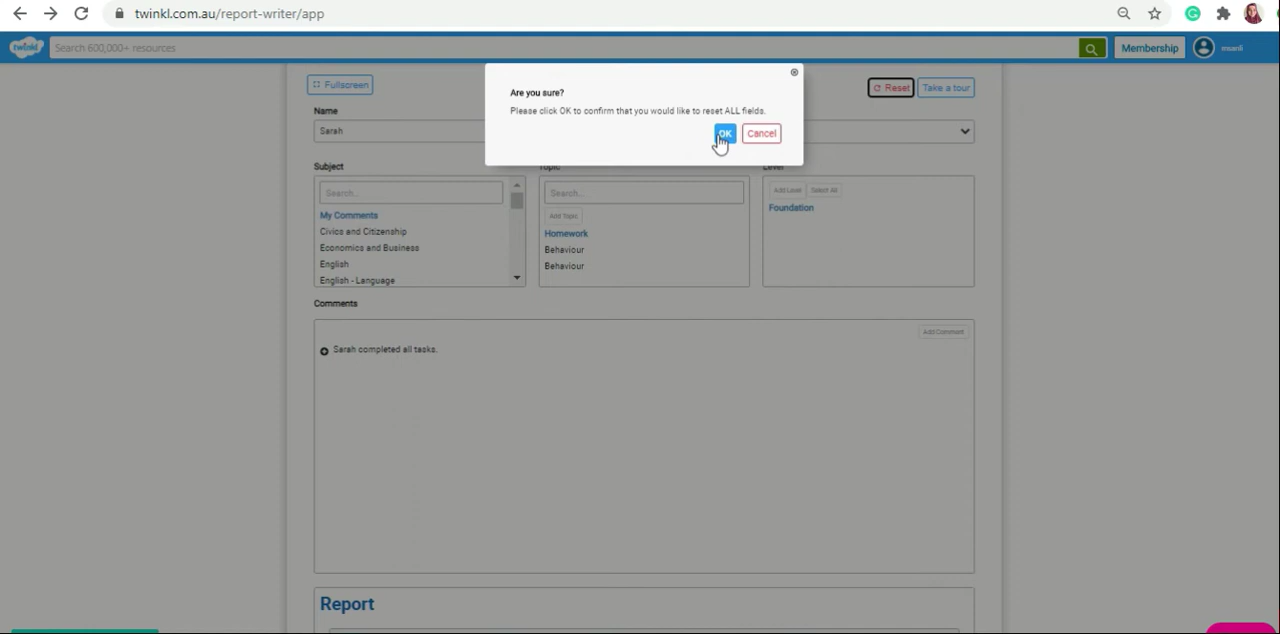 twinkl.com.au/report-writer/app
twinkl
Search 600,000+ resources
Membership
Fullscreen
Are you sure?
Please click OK to confirm that you would like to reset ALL fields.
OK
Cancel
Reset
Take a tour
Name
Sarah
Subject
Topic
Level
Search...
Search...
Add Level
Select All
My Comments
Add Topic
Foundation
Civics and Citizenship
Homework
Economics and Business
Behaviour
English
Behaviour
English - Language
Comments
Add Comment
Sarah completed all tasks.
Report